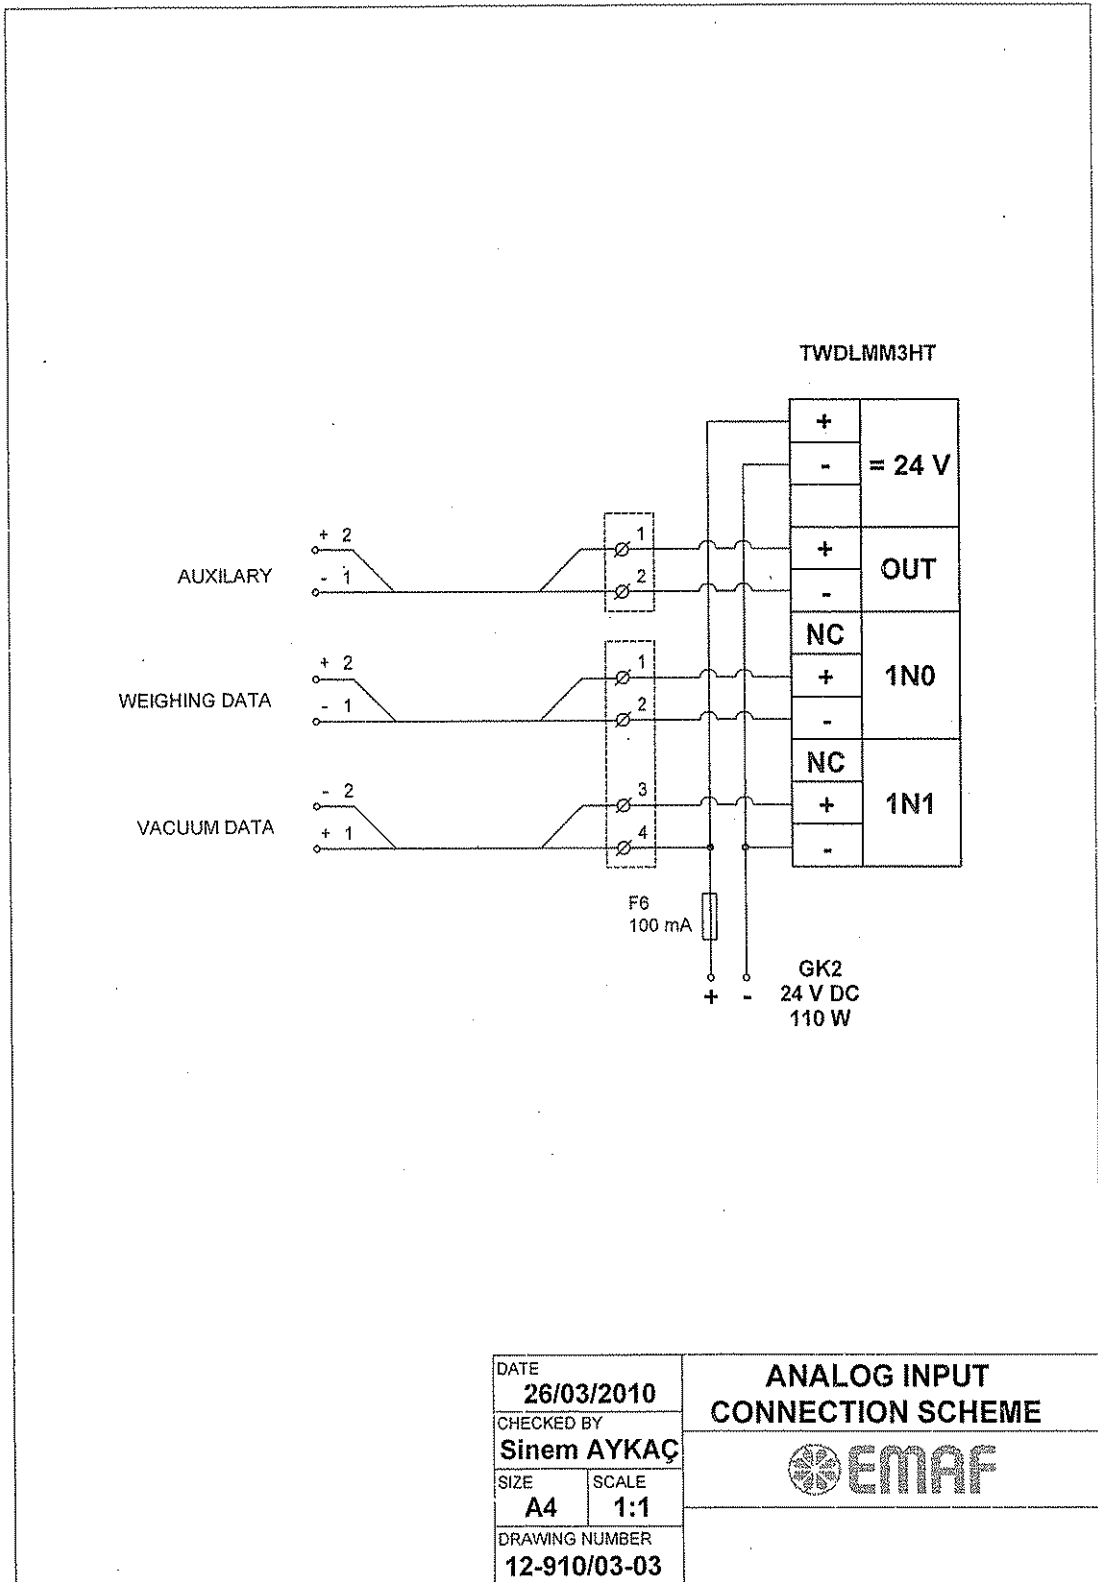 TWDLMM3HT
+
-
= 24 V
+ 2
- 1
AUXILARY
1
2
+
-
OUT
NC
+ 2
- 1
WEIGHING DATA
1
2
+
-
1N0
NC
- 2
+ 1
VACUUM DATA
3
4
+
-
1N1
F6
100 mA
+ -
GK2
24 V DC
110 W
DATE
26/03/2010
CHECKED BY
Sinem AYKAÇ
SIZE
A4
SCALE
1:1
DRAWING NUMBER
12-910/03-03
ANALOG INPUT
CONNECTION SCHEME
EMAF